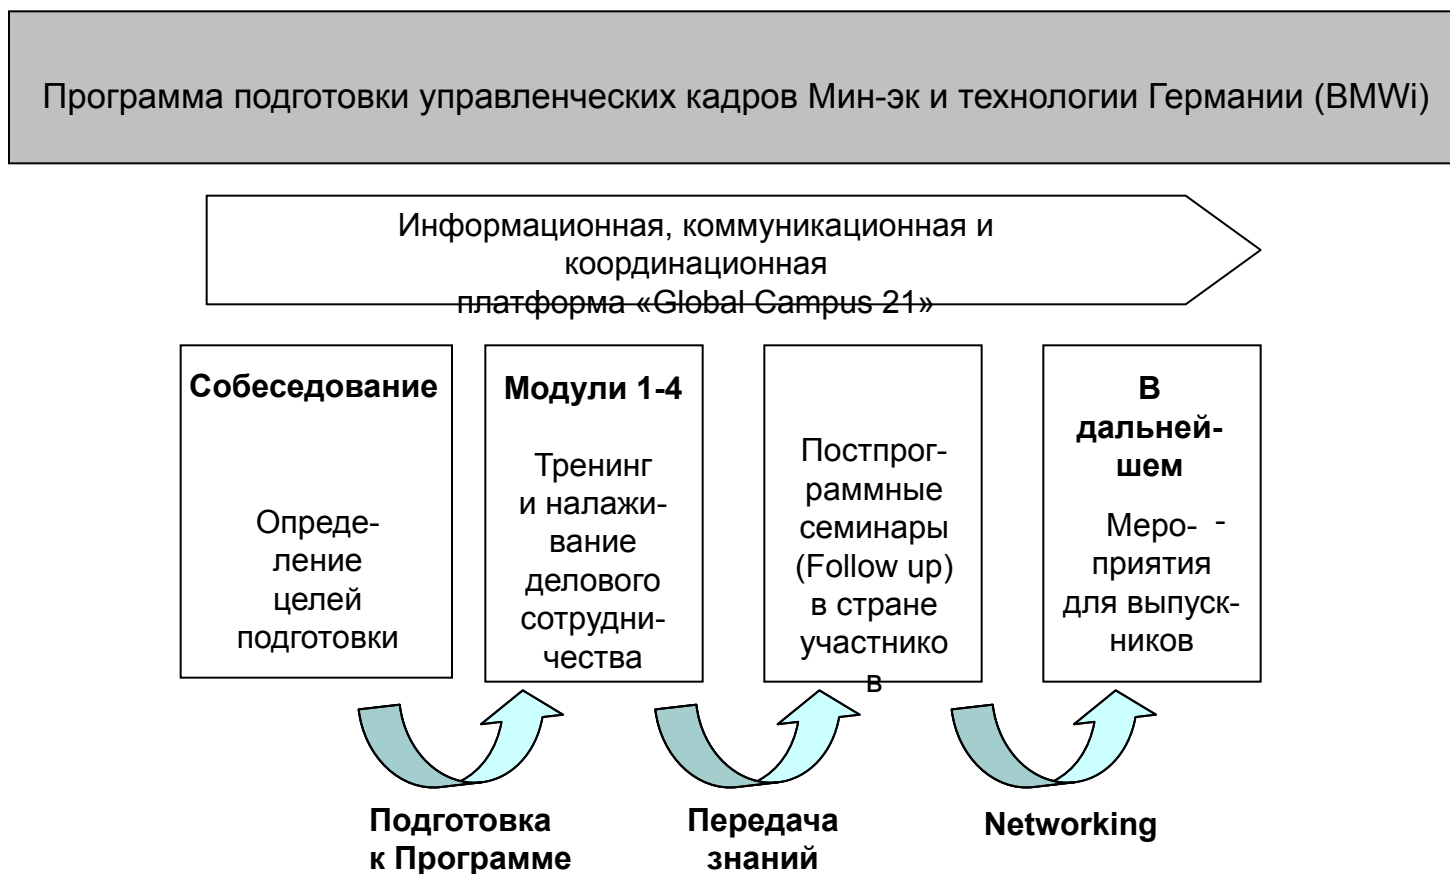 Программа подготовки управленческих кадров Мин-эк и технологии Германии (BMWi)
Информационная, коммуникационная и
координационная
платформа «Global Campus 21»
Собеседование
Опреде-
ление
целей
подготовки
Модули 1-4
Тренинг
и налажи-
вание
делового
сотрудни-
чества
Постпрог-
раммные
семинары
(Follow up)
в стране
участнико
в
В
дальней-
шем
Меро- -
приятия
для выпуск-
ников
Подготовка
к Программе
Передача
знаний
Networking